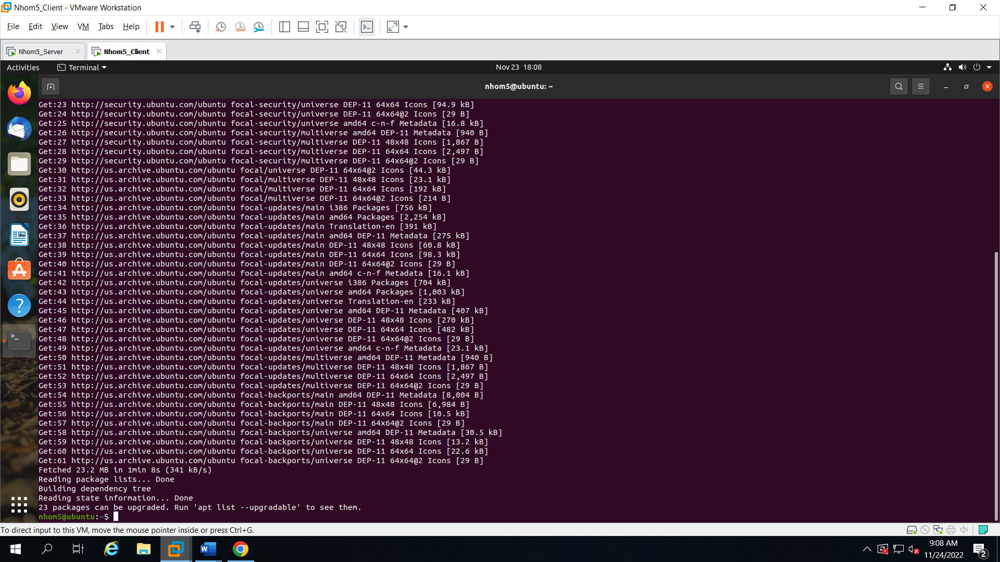 Nhom5_Client - VMware Workstation
File Edit View VM Tabs Help
Nhom5_Server
Nhom5_Client
Activities Terminal Nov 23 18:08
nhom5@ubuntu: ~
Get:23 http://security.ubuntu.com/ubuntu focal-security/universe DEP-11 64x64 Icons [94.9 kB]
Get:24 http://security.ubuntu.com/ubuntu focal-security/universe DEP-11 64x64@2 Icons [29 B]
Get:25 http://security.ubuntu.com/ubuntu focal-security/universe amd64 c-n-f Metadata [16.8 kB]
Get:26 http://security.ubuntu.com/ubuntu focal-security/multiverse amd64 DEP-11 Metadata [940 B]
Get:27 http://security.ubuntu.com/ubuntu focal-security/multiverse DEP-11 48x48 Icons [1,867 B]
Get:28 http://security.ubuntu.com/ubuntu focal-security/multiverse DEP-11 64x64 Icons [2,497 B]
Get:29 http://security.ubuntu.com/ubuntu focal-security/multiverse DEP-11 64x64@2 Icons [29 B]
Get:30 http://us.archive.ubuntu.com/ubuntu focal/universe DEP-11 64x64@2 Icons [44.3 kB]
Get:31 http://us.archive.ubuntu.com/ubuntu focal/multiverse DEP-11 48x48 Icons [23.1 kB]
Get:32 http://us.archive.ubuntu.com/ubuntu focal/multiverse DEP-11 64x64 Icons [192 kB]
Get:33 http://us.archive.ubuntu.com/ubuntu focal/multiverse DEP-11 64x64@2 Icons [214 B]
Get:34 http://us.archive.ubuntu.com/ubuntu focal-updates/main i386 Packages [756 kB]
Get:35 http://us.archive.ubuntu.com/ubuntu focal-updates/main amd64 Packages [2,254 kB]
Get:36 http://us.archive.ubuntu.com/ubuntu focal-updates/main Translation-en [391 kB]
Get:37 http://us.archive.ubuntu.com/ubuntu focal-updates/main amd64 DEP-11 Metadata [275 kB]
Get:38 http://us.archive.ubuntu.com/ubuntu focal-updates/main DEP-11 48x48 Icons [60.8 kB]
Get:39 http://us.archive.ubuntu.com/ubuntu focal-updates/main DEP-11 64x64 Icons [98.3 kB]
Get:40 http://us.archive.ubuntu.com/ubuntu focal-updates/main DEP-11 64x64@2 Icons [29 B]
Get:41 http://us.archive.ubuntu.com/ubuntu focal-updates/main amd64 c-n-f Metadata [16.1 kB]
Get:42 http://us.archive.ubuntu.com/ubuntu focal-updates/universe i386 Packages [704 kB]
Get:43 http://us.archive.ubuntu.com/ubuntu focal-updates/universe amd64 Packages [1,003 kB]
Get:44 http://us.archive.ubuntu.com/ubuntu focal-updates/universe Translation-en [233 kB]
Get:45 http://us.archive.ubuntu.com/ubuntu focal-updates/universe amd64 DEP-11 Metadata [407 kB]
Get:46 http://us.archive.ubuntu.com/ubuntu focal-updates/universe DEP-11 48x48 Icons [270 kB]
Get:47 http://us.archive.ubuntu.com/ubuntu focal-updates/universe DEP-11 64x64 Icons [482 kB]
Get:48 http://us.archive.ubuntu.com/ubuntu focal-updates/universe DEP-11 64x64@2 Icons [29 B]
Get:49 http://us.archive.ubuntu.com/ubuntu focal-updates/universe amd64 c-n-f Metadata [23.1 kB]
Get:50 http://us.archive.ubuntu.com/ubuntu focal-updates/multiverse amd64 DEP-11 Metadata [940 B]
Get:51 http://us.archive.ubuntu.com/ubuntu focal-updates/multiverse DEP-11 48x48 Icons [1,867 B]
Get:52 http://us.archive.ubuntu.com/ubuntu focal-updates/multiverse DEP-11 64x64 Icons [2,497 B]
Get:53 http://us.archive.ubuntu.com/ubuntu focal-updates/multiverse DEP-11 64x64@2 Icons [29 B]
Get:54 http://us.archive.ubuntu.com/ubuntu focal-backports/main amd64 DEP-11 Metadata [8,004 B]
Get:55 http://us.archive.ubuntu.com/ubuntu focal-backports/main DEP-11 48x48 Icons [6,984 B]
Get:56 http://us.archive.ubuntu.com/ubuntu focal-backports/main DEP-11 64x64 Icons [10.5 kB]
Get:57 http://us.archive.ubuntu.com/ubuntu focal-backports/main DEP-11 64x64@2 Icons [29 B]
Get:58 http://us.archive.ubuntu.com/ubuntu focal-backports/universe amd64 DEP-11 Metadata [30.5 kB]
Get:59 http://us.archive.ubuntu.com/ubuntu focal-backports/universe DEP-11 48x48 Icons [13.2 kB]
Get:60 http://us.archive.ubuntu.com/ubuntu focal-backports/universe DEP-11 64x64 Icons [22.6 kB]
Get:61 http://us.archive.ubuntu.com/ubuntu focal-backports/universe DEP-11 64x64@2 Icons [29 B]
Fetched 23.2 MB in 1min 8s (341 kB/s)
Reading package lists... Done
Building dependency tree
Reading state information... Done
23 packages can be upgraded. Run 'apt list --upgradable' to see them.
nhom5@ubuntu:~$
To direct input to this VM, move the mouse pointer inside or press Ctrl+G.
9:08 AM
11/24/2022
2